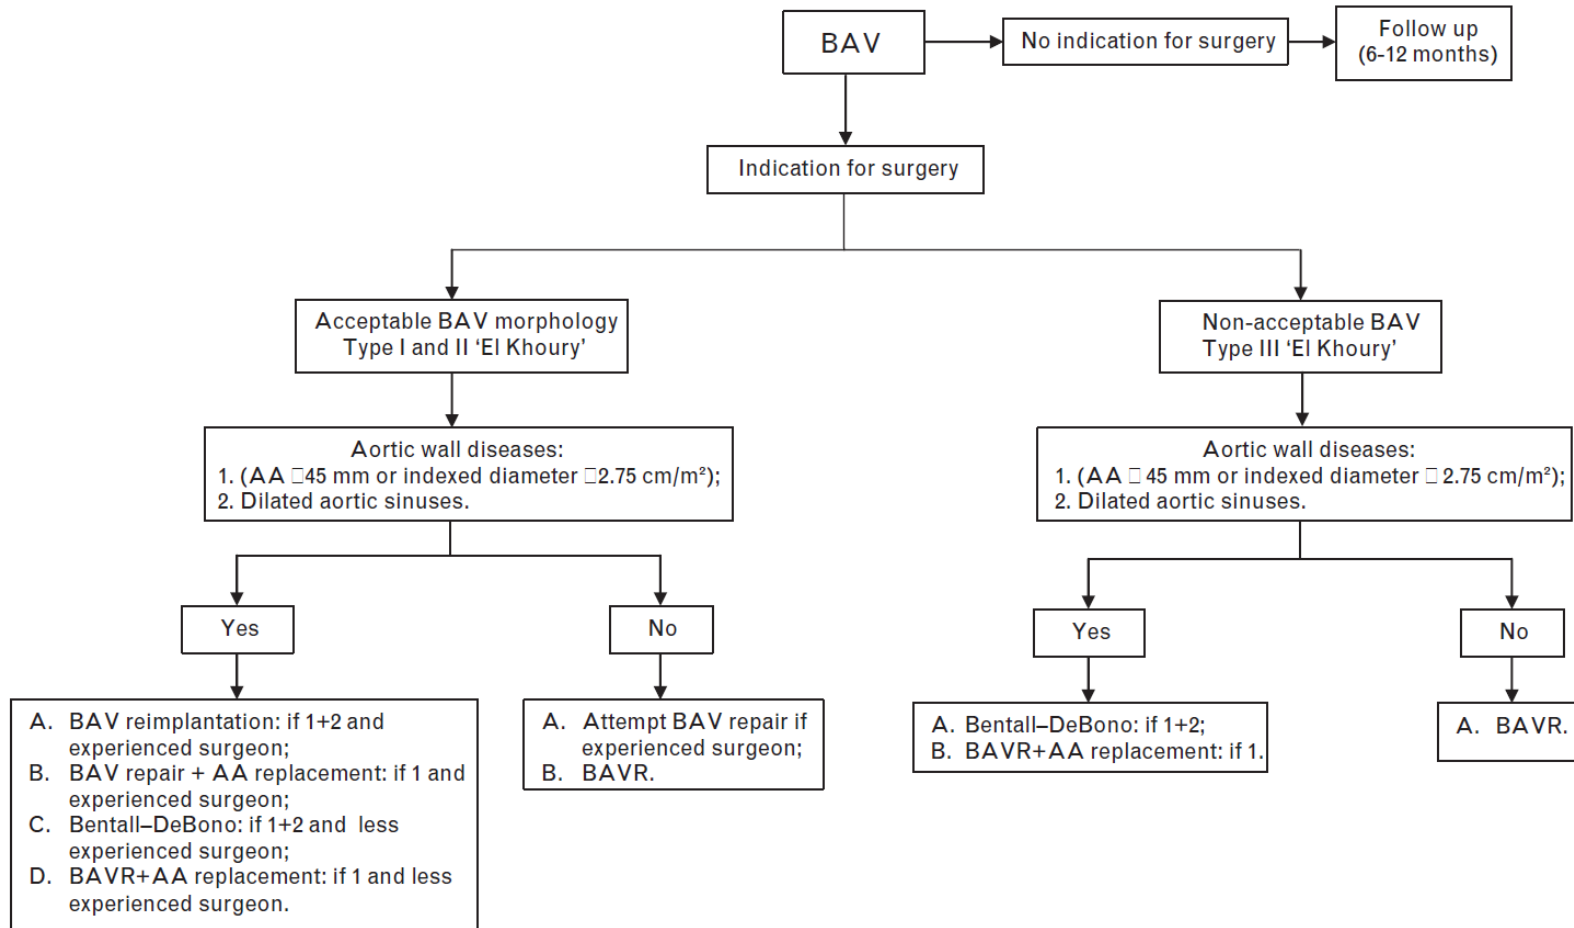 BAV
No indication for surgery
Follow up
(6-12 months)
Indication for surgery
Acceptable BAV morphology
Type I and II ‘El Khoury’
Non-acceptable BAV
Type III ‘El Khoury’
Aortic wall diseases:
1. (AA □45 mm or indexed diameter □2.75 cm/m²);
2. Dilated aortic sinuses.
Aortic wall diseases:
1. (AA □ 45 mm or indexed diameter □ 2.75 cm/m²);
2. Dilated aortic sinuses.
Yes
No
Yes
No
A. BAV reimplantation: if 1+2 and
experienced surgeon;
B. BAV repair + AA replacement: if 1 and
experienced surgeon;
C. Bentall–DeBono: if 1+2 and less
experienced surgeon;
D. BAVR+AA replacement: if 1 and less
experienced surgeon.
A. Attempt BAV repair if
experienced surgeon;
B. BAVR.
A. Bentall–DeBono: if 1+2;
B. BAVR+AA replacement: if 1.
A. BAVR.